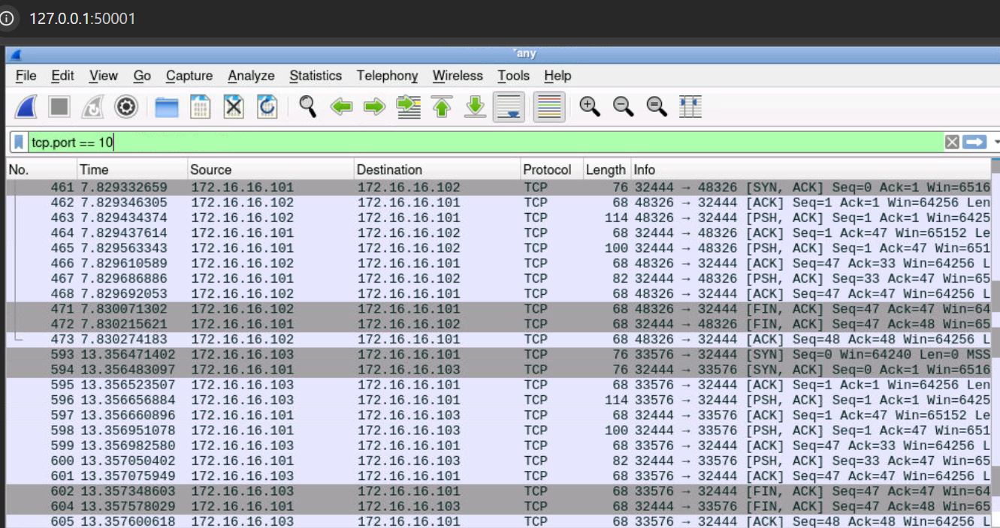 127.0.0.1:50001
*any
File Edit View Go Capture Analyze Statistics Telephony Wireless Tools Help
tcp.port == 10
No. Time Source Destination Protocol Length Info
461 7.829332659 172.16.16.101 172.16.16.102 TCP 76 32444 → 48326 [SYN, ACK] Seq=0 Ack=1 Win=6516
462 7.829346305 172.16.16.102 172.16.16.101 TCP 68 48326 → 32444 [ACK] Seq=1 Ack=1 Win=64256 Len
463 7.829434374 172.16.16.102 172.16.16.101 TCP 114 48326 → 32444 [PSH, ACK] Seq=1 Ack=1 Win=6425
464 7.829437614 172.16.16.101 172.16.16.102 TCP 68 32444 → 48326 [ACK] Seq=1 Ack=47 Win=65152 Le
465 7.829563343 172.16.16.101 172.16.16.102 TCP 100 32444 → 48326 [PSH, ACK] Seq=1 Ack=47 Win=651
466 7.829610589 172.16.16.102 172.16.16.101 TCP 68 48326 → 32444 [ACK] Seq=47 Ack=33 Win=64256 L
467 7.829686886 172.16.16.101 172.16.16.102 TCP 82 32444 → 48326 [PSH, ACK] Seq=33 Ack=47 Win=65
468 7.829692053 172.16.16.102 172.16.16.101 TCP 68 48326 → 32444 [ACK] Seq=47 Ack=47 Win=64256 L
471 7.830071302 172.16.16.102 172.16.16.101 TCP 68 48326 → 32444 [FIN, ACK] Seq=47 Ack=47 Win=64
472 7.830215621 172.16.16.101 172.16.16.102 TCP 68 32444 → 48326 [FIN, ACK] Seq=47 Ack=48 Win=65
473 7.830274183 172.16.16.102 172.16.16.101 TCP 68 48326 → 32444 [ACK] Seq=48 Ack=48 Win=64256 L
593 13.356471402 172.16.16.103 172.16.16.101 TCP 76 33576 → 32444 [SYN] Seq=0 Win=64240 Len=0 MSS
594 13.356483097 172.16.16.101 172.16.16.103 TCP 76 32444 → 33576 [SYN, ACK] Seq=0 Ack=1 Win=6516
595 13.356523507 172.16.16.103 172.16.16.101 TCP 68 33576 → 32444 [ACK] Seq=1 Ack=1 Win=64256 Len
596 13.356656884 172.16.16.103 172.16.16.101 TCP 114 33576 → 32444 [PSH, ACK] Seq=1 Ack=1 Win=6425
597 13.356660896 172.16.16.101 172.16.16.103 TCP 68 32444 → 33576 [ACK] Seq=1 Ack=47 Win=65152 Le
598 13.356951078 172.16.16.101 172.16.16.103 TCP 100 32444 → 33576 [PSH, ACK] Seq=1 Ack=47 Win=651
599 13.356982580 172.16.16.103 172.16.16.101 TCP 68 33576 → 32444 [ACK] Seq=47 Ack=33 Win=64256 L
600 13.357050402 172.16.16.101 172.16.16.103 TCP 82 32444 → 33576 [PSH, ACK] Seq=33 Ack=47 Win=65
601 13.357075949 172.16.16.103 172.16.16.101 TCP 68 33576 → 32444 [ACK] Seq=47 Ack=47 Win=64256 L
602 13.357348603 172.16.16.103 172.16.16.101 TCP 68 33576 → 32444 [FIN, ACK] Seq=47 Ack=47 Win=64
604 13.357578029 172.16.16.101 172.16.16.103 TCP 68 32444 → 33576 [FIN, ACK] Seq=47 Ack=48 Win=65
605 13.357600618 172.16.16.103 172.16.16.101 TCP 68 33576 → 32444 [ACK] Seq=48 Ack=48 Win=64256 L